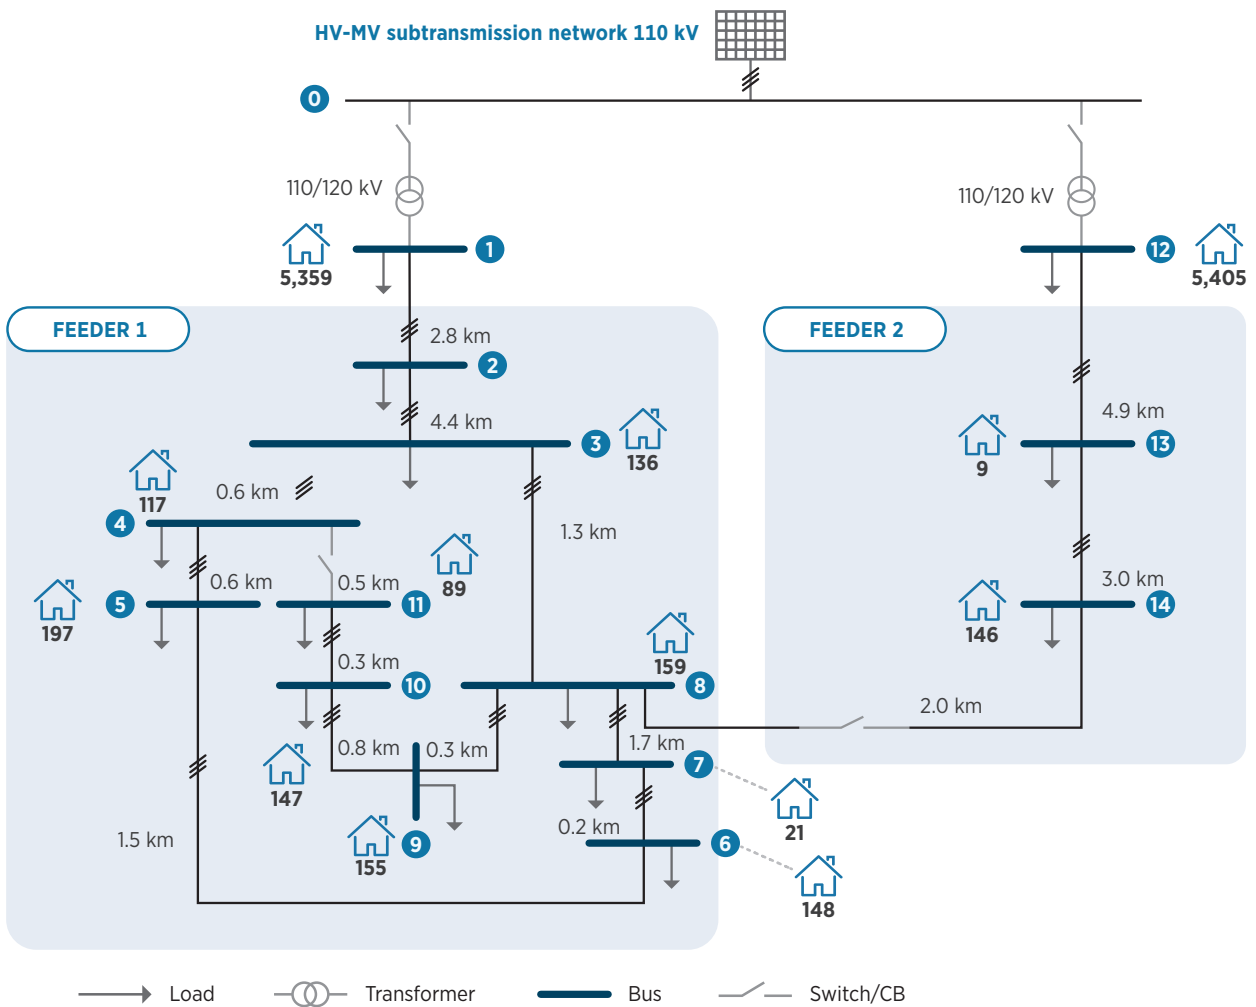 HV-MV subtransmission network 110 kV
0
110/120 kV
110/120 kV
1
12
5,359
5,405
FEEDER 1
FEEDER 2
2.8 km
2
4.4 km
4.9 km
3
13
136
9
117
0.6 km
4
1.3 km
89
0.6 km
0.5 km
3.0 km
5
11
14
197
146
159
0.3 km
10
8
2.0 km
0.8 km
0.3 km
1.7 km
7
147
21
1.5 km
0.2 km
9
6
155
148
Load
Transformer
Bus
Switch/CB